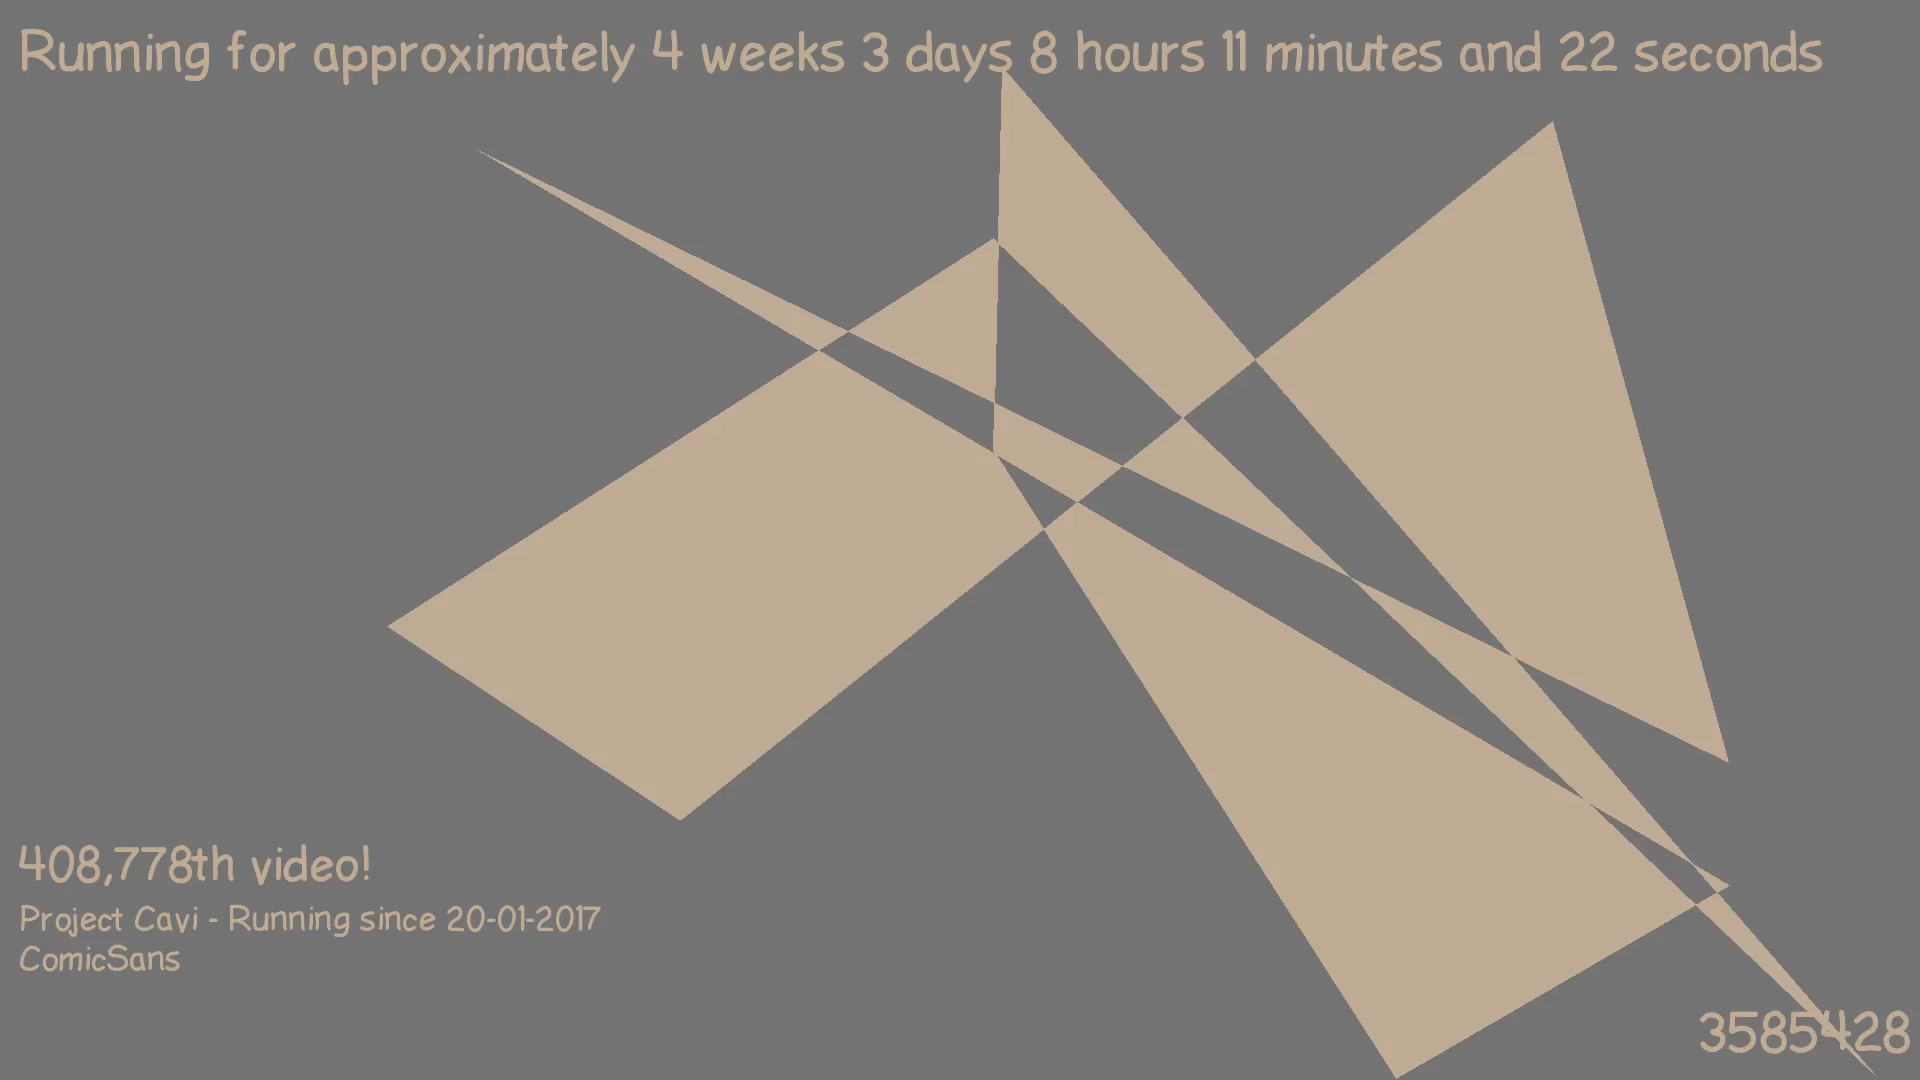 Running for approximately 4 weeks 3 days 8 hours 11 minutes and 22 seconds
408,778th video!
Project Cavi - Running since 20-01-2017
ComicSans
3585428